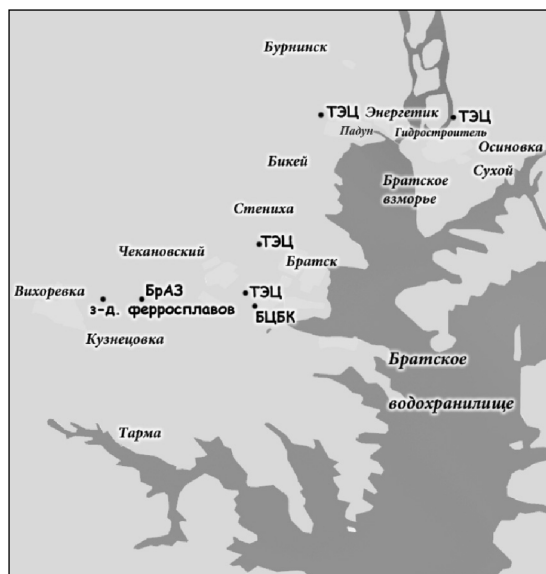 Бурнинск
ТЭЦ
Энергетик
ТЭЦ
Падун
Гидростроитель
Осиновка
Бикей
Сухой
Братское
взморье
Стениха
ТЭЦ
Чекановский
Братск
Вихоревка
БрАЗ
ТЭЦ
з-д. ферросплавов
БЦБК
Кузнецовка
Братское
водохранилище
Тарма